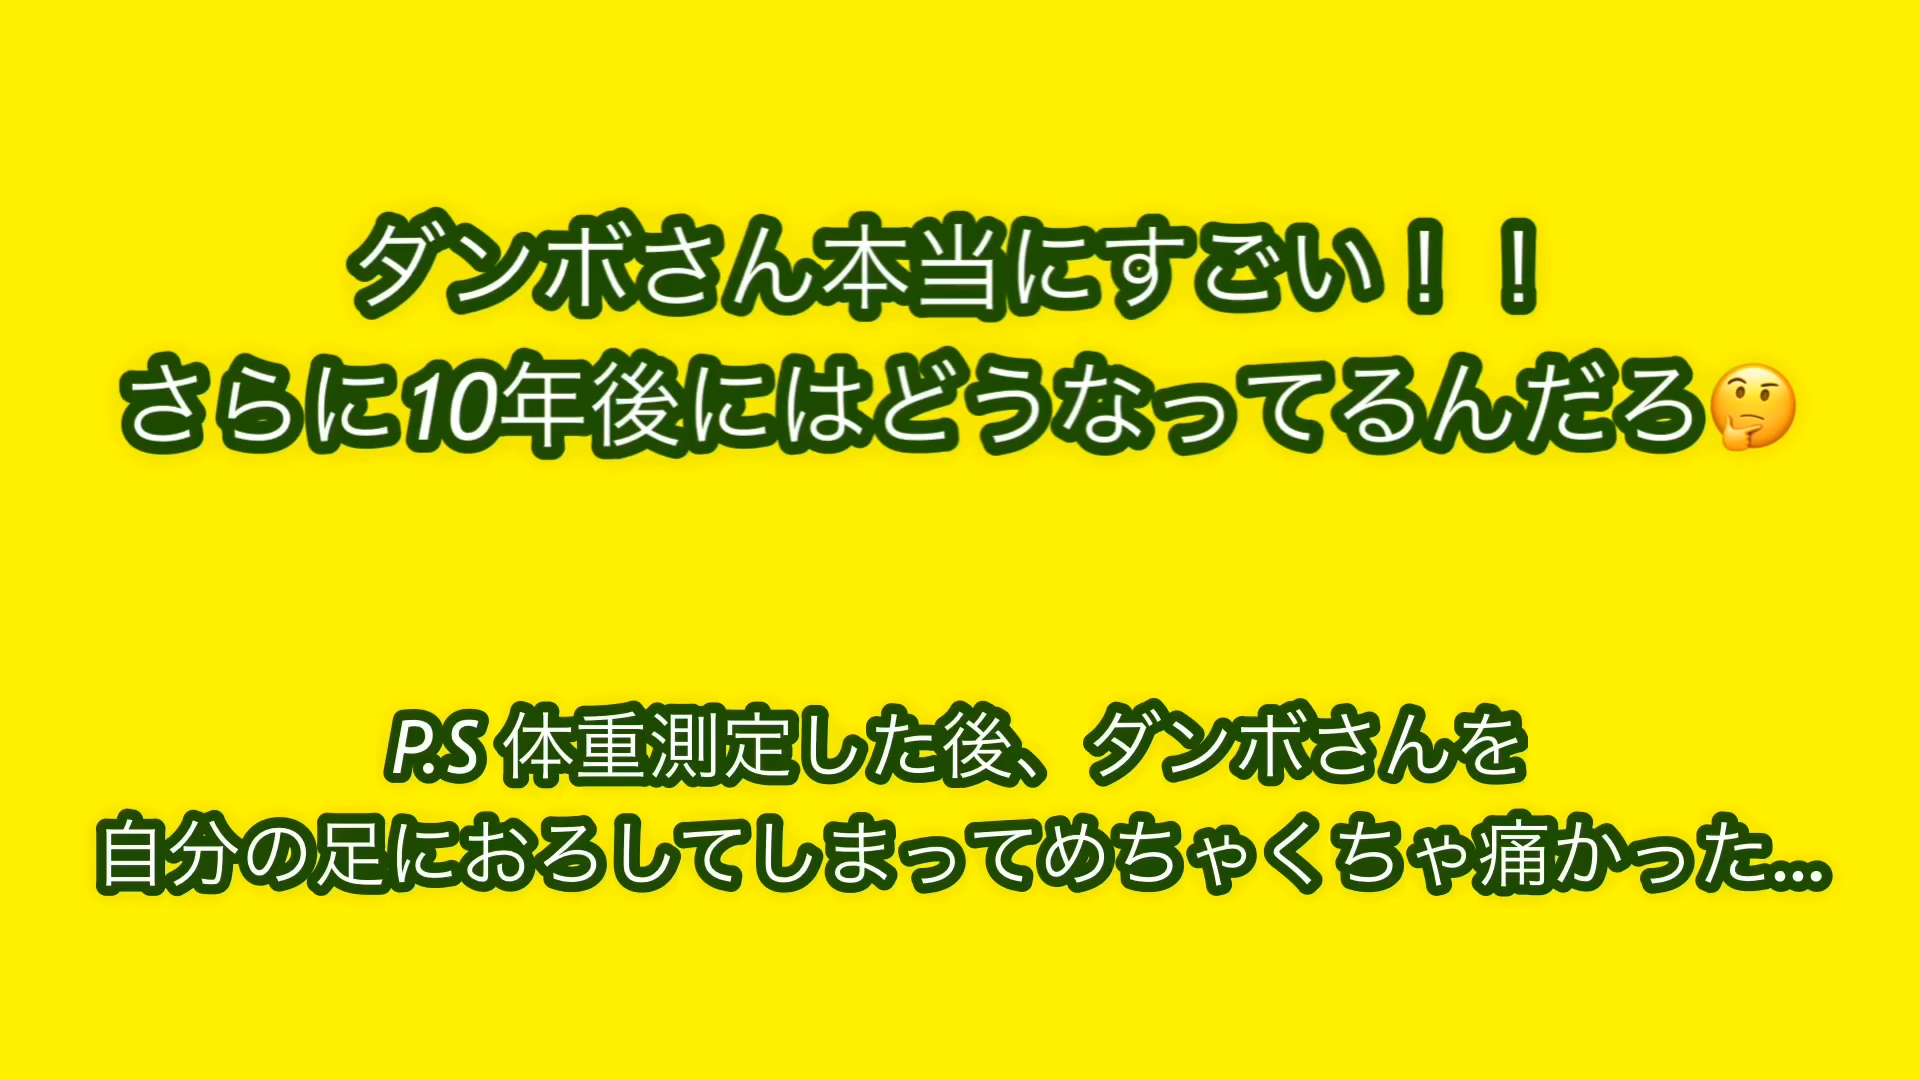 ダンボさん本当にすごい！！
さらに10年後にはどうなってるんだろ🤔
P.S 体重測定した後、ダンボさんを
自分の足におろしてしまってめちゃくちゃ痛かった...